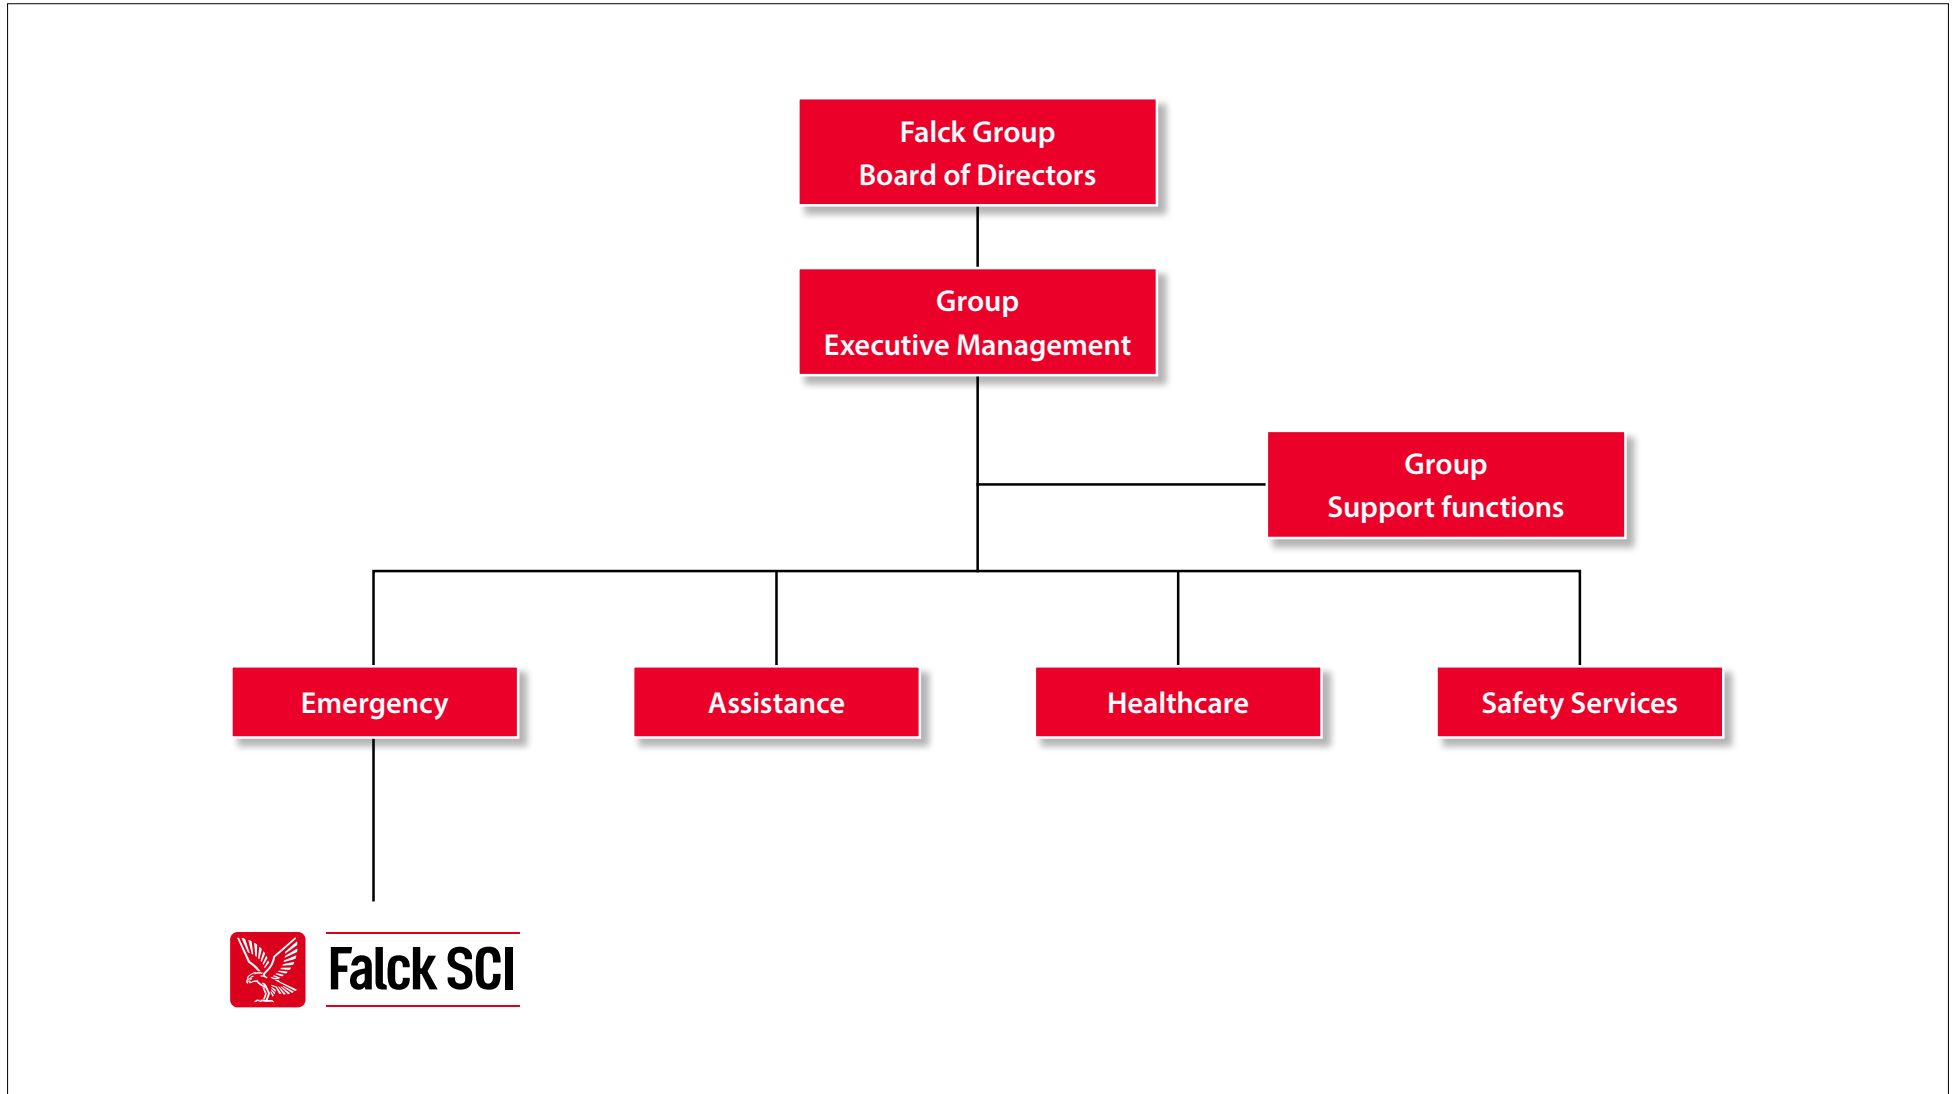 Falck Group
Board of Directors
Group
Executive Management
Group
Support functions
Emergency
Assistance
Healthcare
Safety Services
Falck SCI